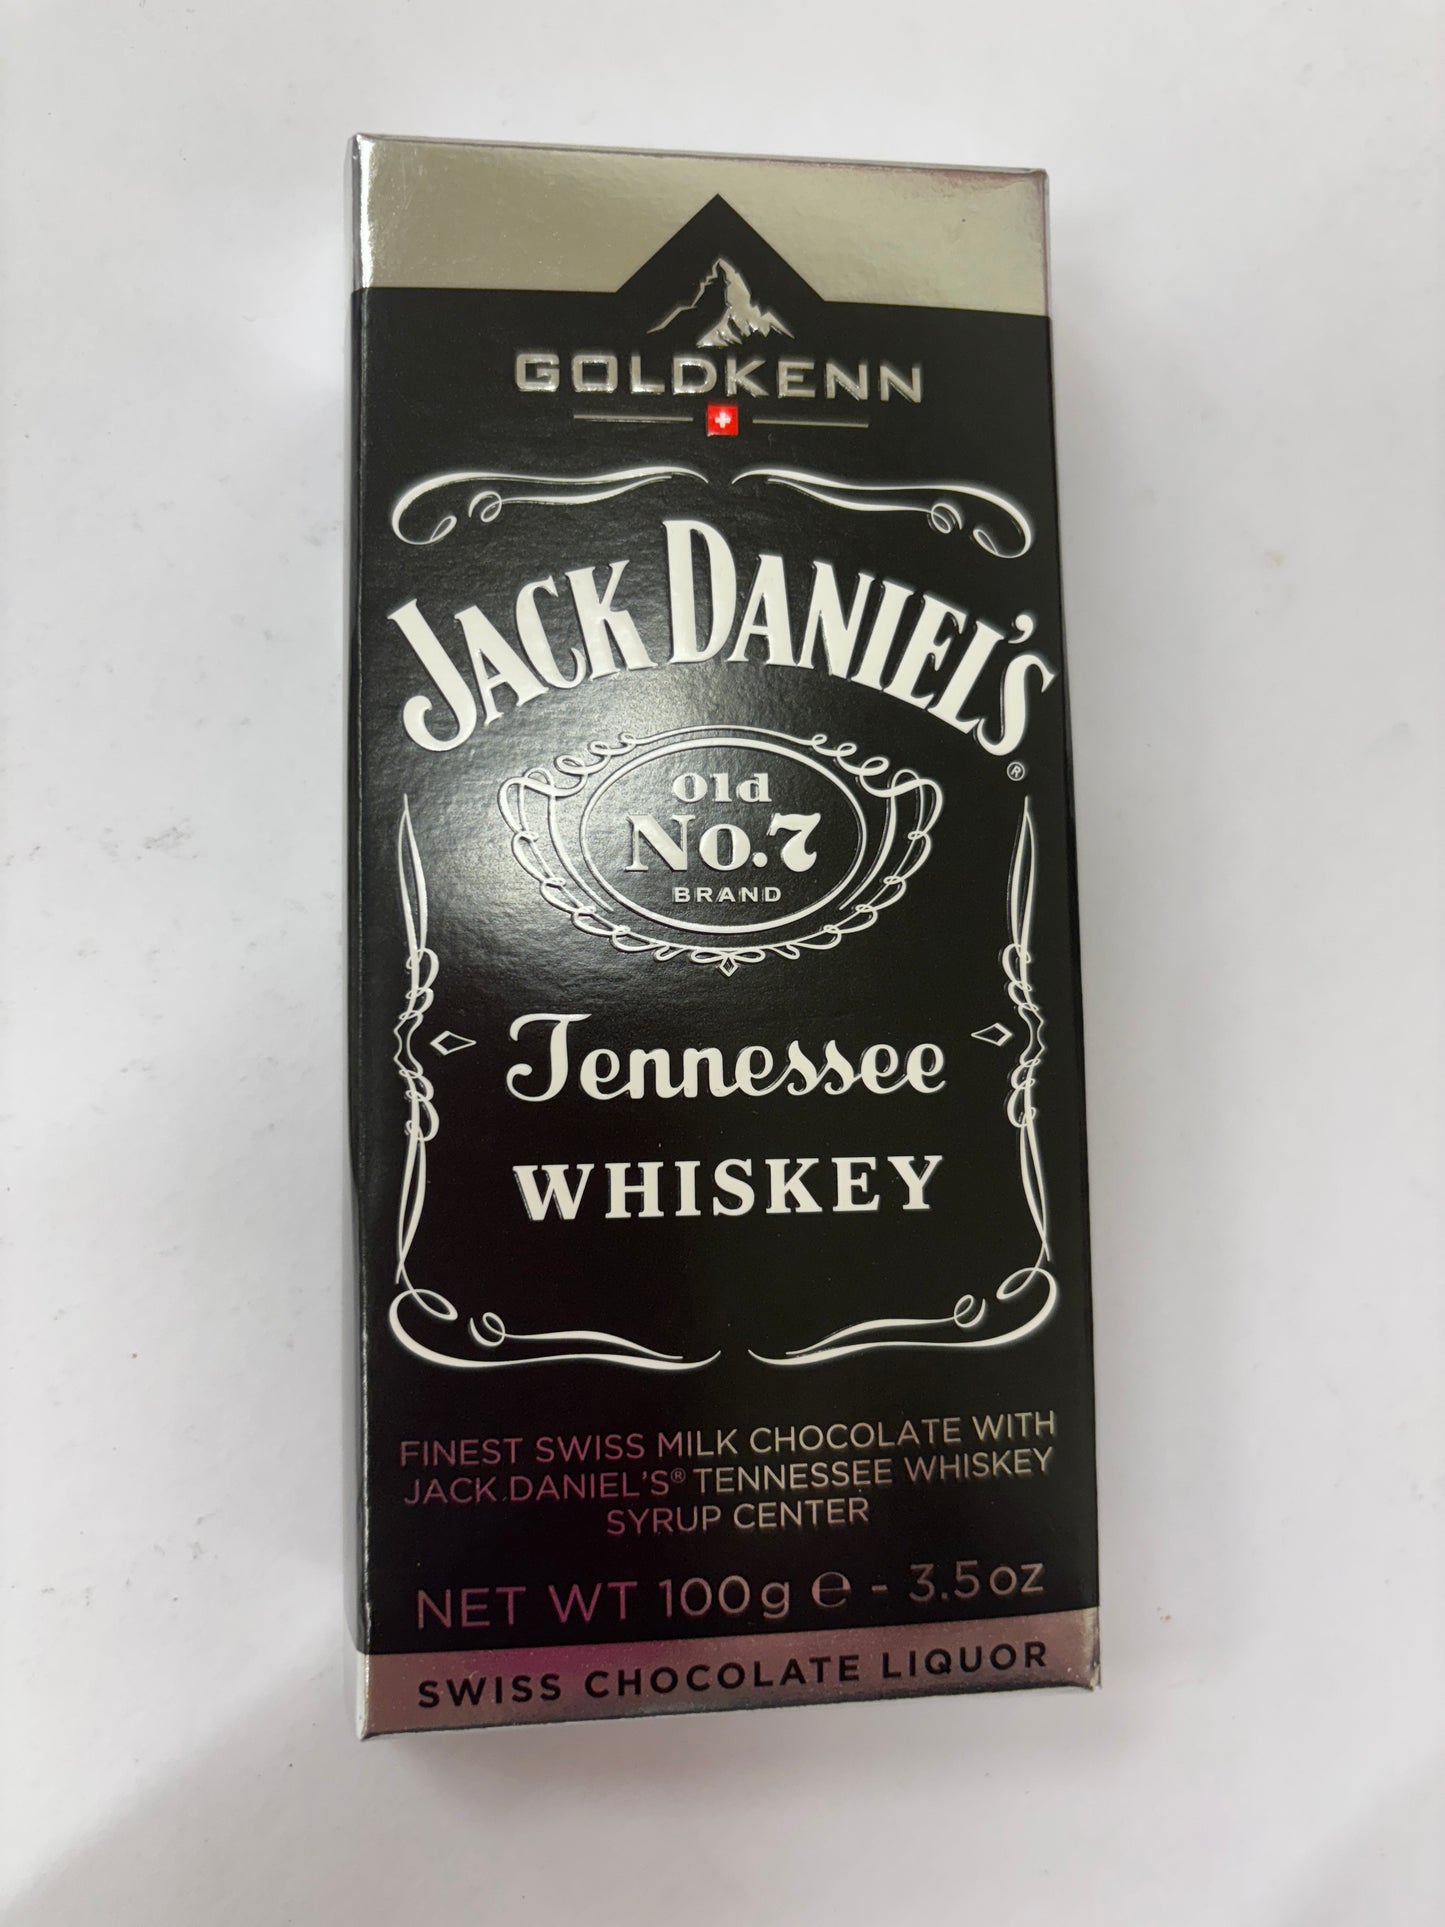 GOLDKENN
JACK DANIEL'S
®
Old
No.7
BRAND
Tennessee
WHISKEY
FINEST SWISS MILK CHOCOLATE WITH
JACK DANIEL'S® TENNESSEE WHISKEY
SYRUP CENTER
NET WT 100g ℮ - 3.5oz
SWISS CHOCOLATE LIQUOR